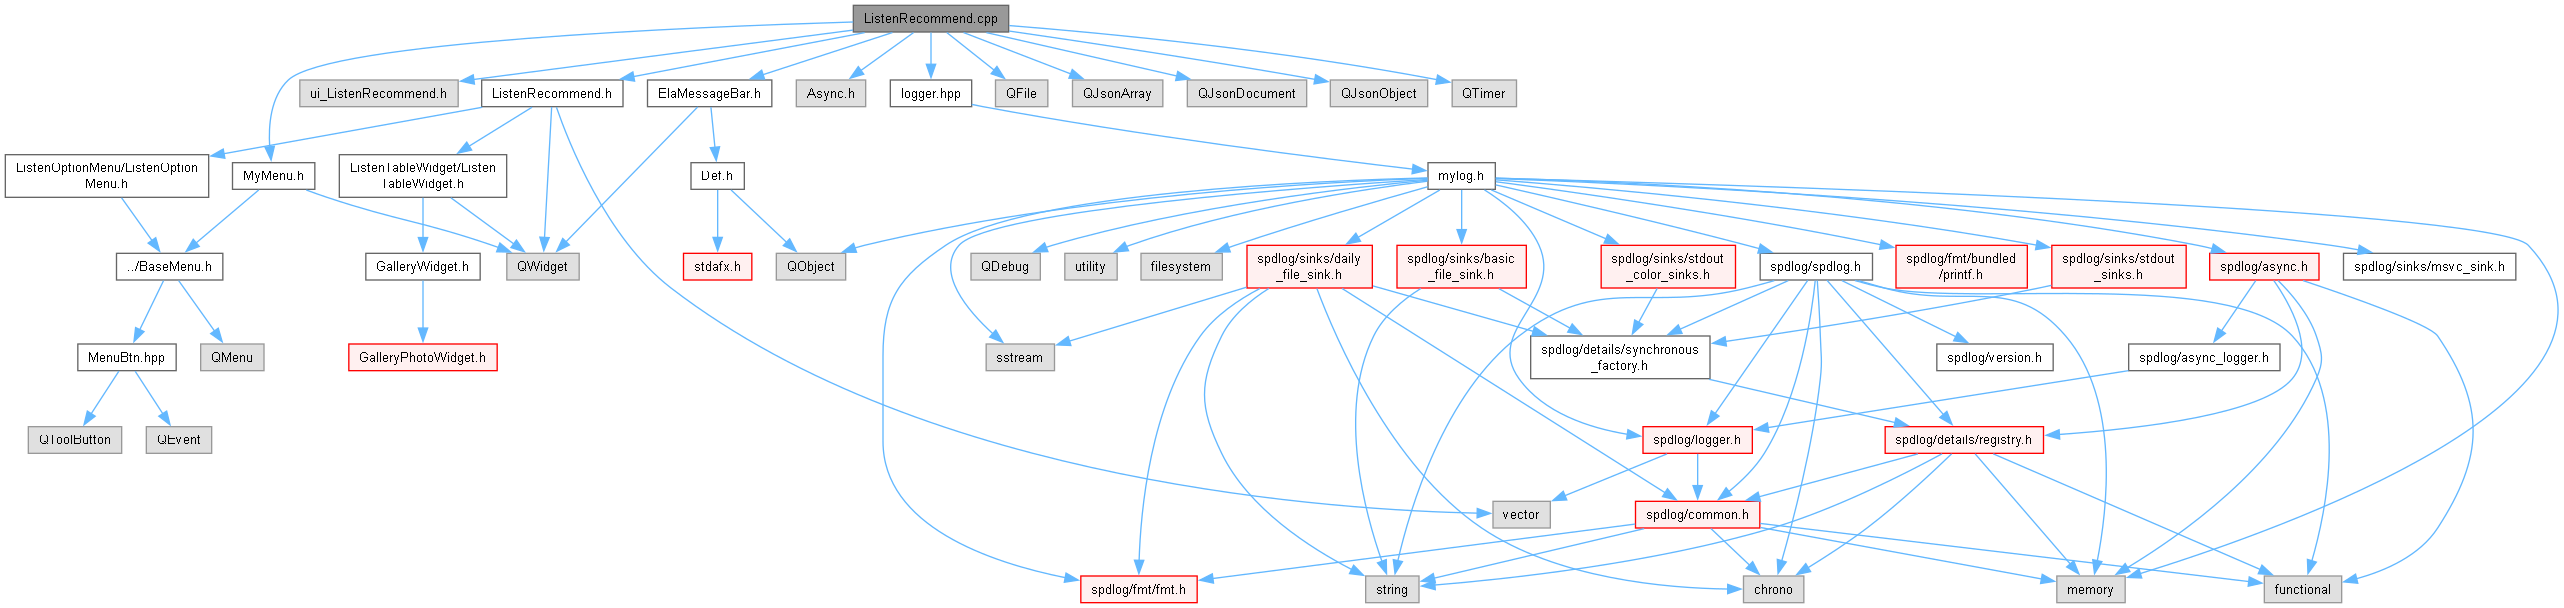 ListenRecommend.cpp
ui_ListenRecommend.h
ListenRecommend.h
ElaMessageBar.h
Async.h
logger.hpp
QFile
QJsonArray
QJsonDocument
QJsonObject
QTimer
ListenOptionMenu/ListenOption
Menu.h
MyMenu.h
ListenTableWidget/Listen
TableWidget.h
Def.h
mylog.h
../BaseMenu.h
GalleryWidget.h
QWidget
stdafx.h
QObject
QDebug
utility
filesystem
spdlog/sinks/daily
_file_sink.h
spdlog/sinks/basic
_file_sink.h
spdlog/sinks/stdout
_color_sinks.h
spdlog/spdlog.h
spdlog/fmt/bundled
/printf.h
spdlog/sinks/stdout
_sinks.h
spdlog/async.h
spdlog/sinks/msvc_sink.h
MenuBtn.hpp
QMenu
GalleryPhotoWidget.h
sstream
spdlog/details/synchronous
_factory.h
spdlog/version.h
spdlog/async_logger.h
QToolButton
QEvent
spdlog/logger.h
spdlog/details/registry.h
vector
spdlog/common.h
spdlog/fmt/fmt.h
string
chrono
memory
functional